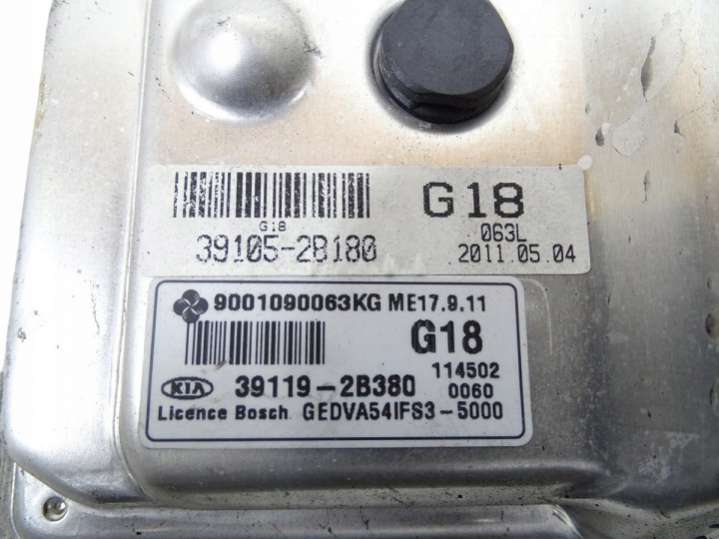 G18
G18
063L
39105-2B180
2011.05.04
9001090063KG ME17.9.11
G18
114502
KIA 39119-2B380 0060
Licence Bosch GEDVA54IFS3-5000